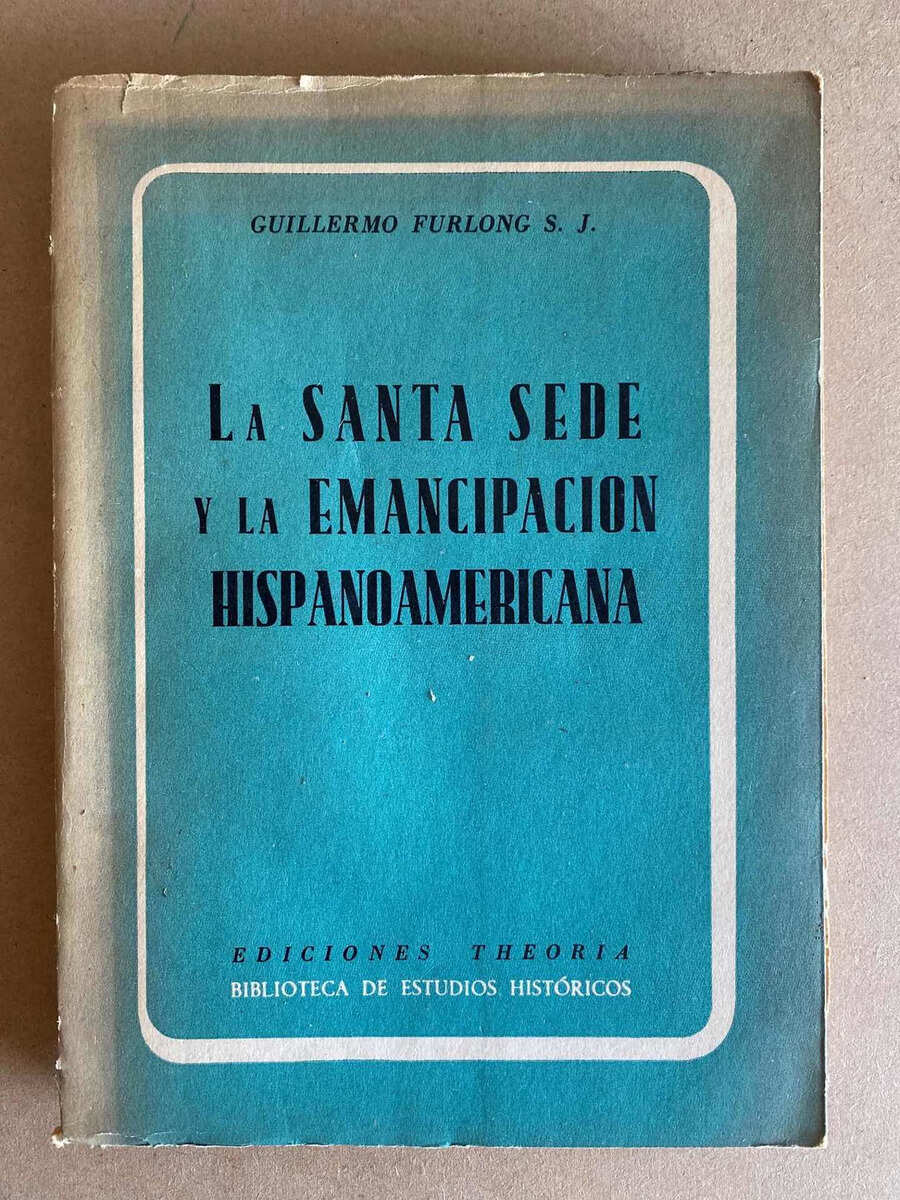 GUILLERMO FURLONG S. J.
LA SANTA SEDE
Y LA EMANCIPACION
HISPANOAMERICANA
EDICIONES THEORIA
BIBLIOTECA DE ESTUDIOS HISTÓRICOS